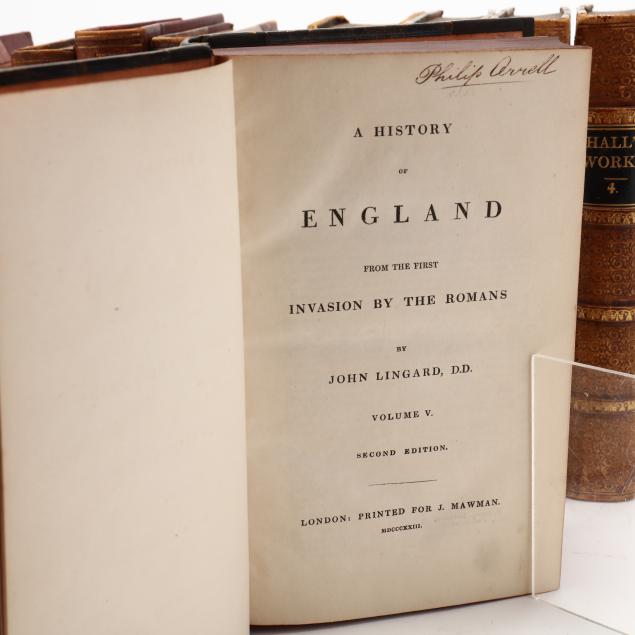 Philip Arrell
A HISTORY
OF
ENGLAND
FROM THE FIRST
INVASION BY THE ROMANS
BY
JOHN LINGARD, D.D.
VOLUME V.
SECOND EDITION.
LONDON: PRINTED FOR J. MAWMAN.
MDCCCXXIII.
HALL'
WORK
4.